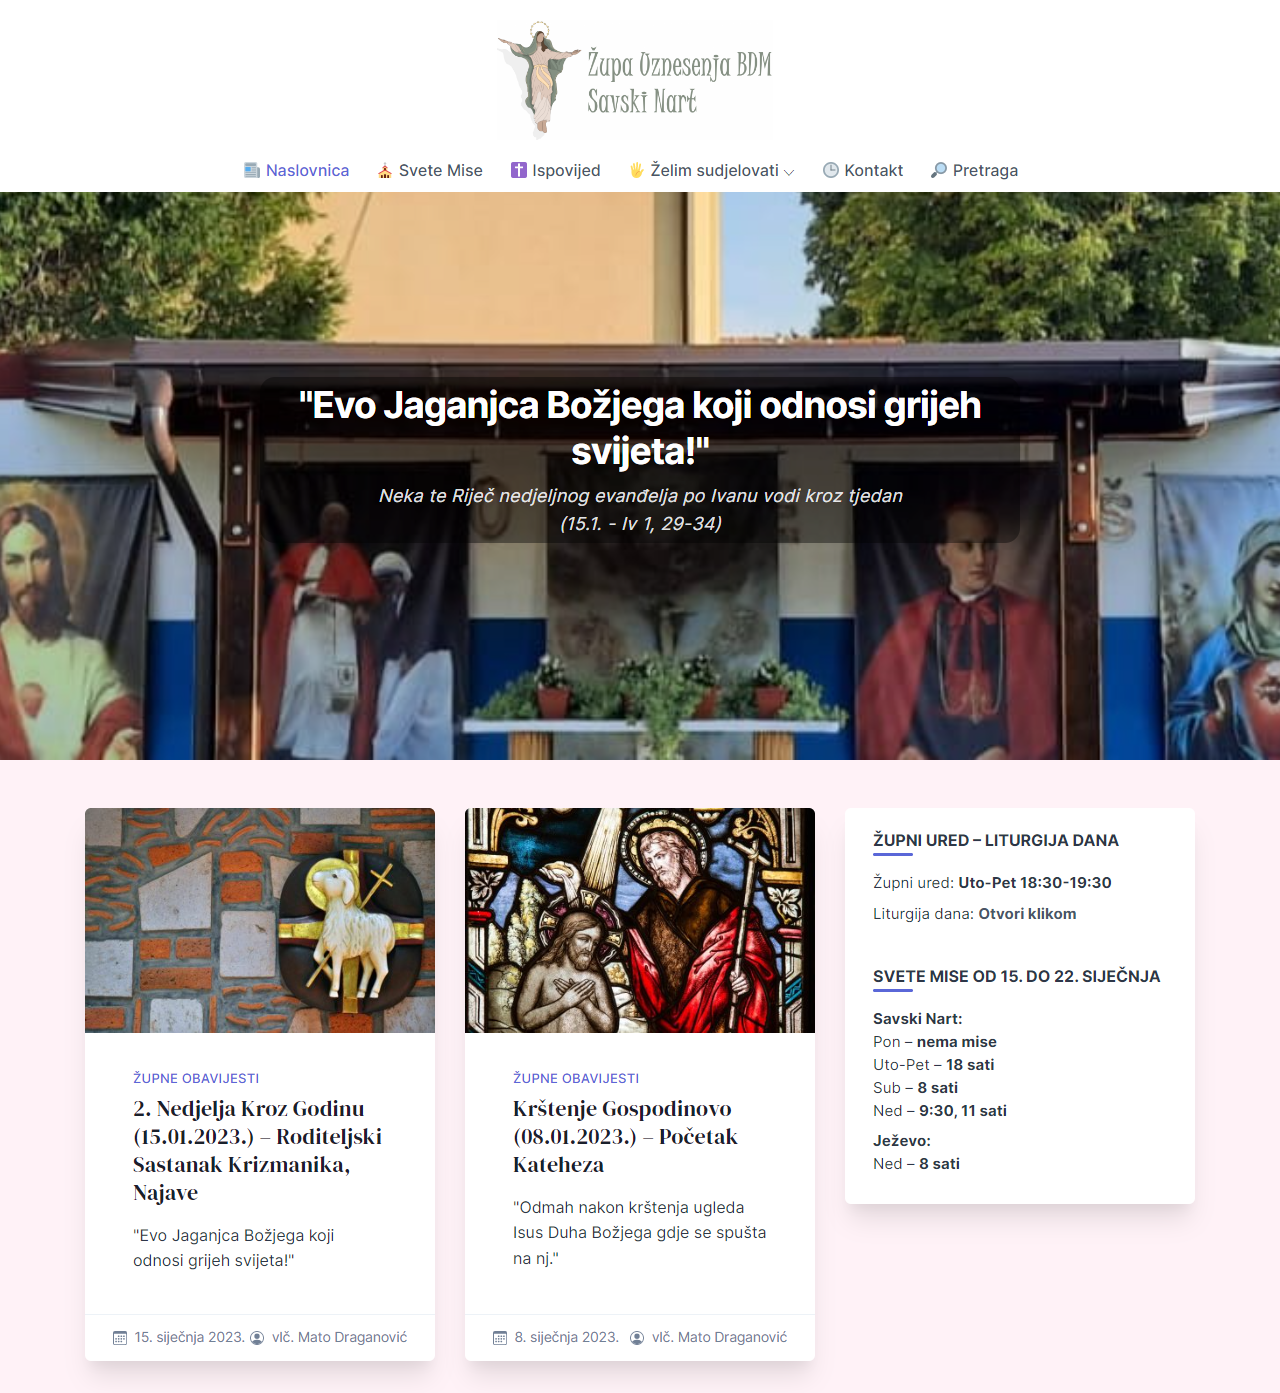 Župa Uznesenja BDM
Savski Nart
Naslovnica Svete Mise Ispovijed Želim sudjelovati Kontakt Pretraga
"Evo Jaganjca Božjega koji odnosi grijeh
svijeta!"
Neka te Riječ nedjeljnog evanđelja po Ivanu vodi kroz tjedan
(15.1. - Iv 1, 29-34)
ŽUPNE OBAVIJESTI
2. Nedjelja Kroz Godinu
(15.01.2023.) – Roditeljski
Sastanak Krizmanika,
Najave
"Evo Jaganjca Božjega koji
odnosi grijeh svijeta!"
15. siječnja 2023. vlč. Mato Draganović
ŽUPNE OBAVIJESTI
Krštenje Gospodinovo
(08.01.2023.) – Početak
Kateheza
"Odmah nakon krštenja ugleda
Isus Duha Božjega gdje se spušta
na nj."
8. siječnja 2023. vlč. Mato Draganović
ŽUPNI URED – LITURGIJA DANA
Župni ured: Uto-Pet 18:30-19:30
Liturgija dana: Otvori klikom
SVETE MISE OD 15. DO 22. SIJEČNJA
Savski Nart:
Pon – nema mise
Uto-Pet – 18 sati
Sub – 8 sati
Ned – 9:30, 11 sati
Ježevo:
Ned – 8 sati